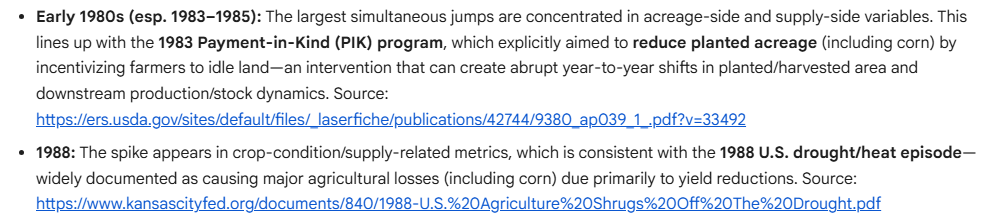 • Early 1980s (esp. 1983–1985): The largest simultaneous jumps are concentrated in acreage-side and supply-side variables. This
lines up with the 1983 Payment-in-Kind (PIK) program, which explicitly aimed to reduce planted acreage (including corn) by
incentivizing farmers to idle land—an intervention that can create abrupt year-to-year shifts in planted/harvested area and
downstream production/stock dynamics. Source:
https://ers.usda.gov/sites/default/files/_laserfiche/publications/42744/9380_ap039_1_.pdf?v=33492
• 1988: The spike appears in crop-condition/supply-related metrics, which is consistent with the 1988 U.S. drought/heat episode—
widely documented as causing major agricultural losses (including corn) due primarily to yield reductions. Source:
https://www.kansascityfed.org/documents/840/1988-U.S.%20Agriculture%20Shrugs%20Off%20The%20Drought.pdf